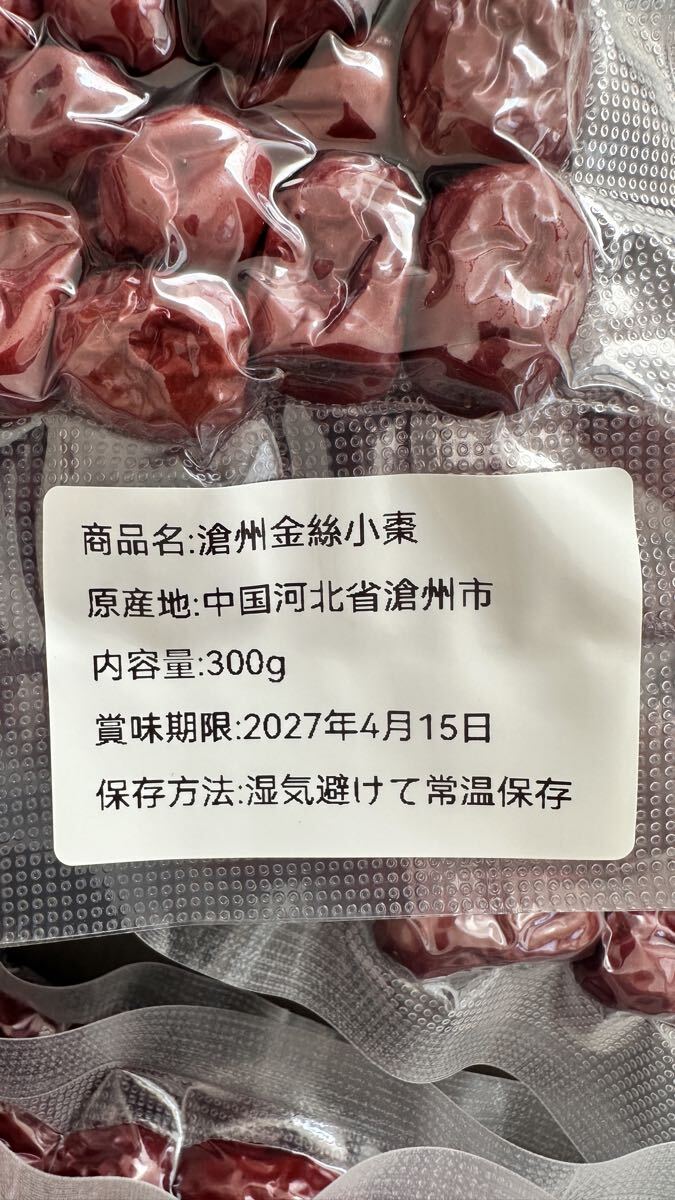 商品名:滄州金絲小棗
原産地:中国河北省滄州市
内容量:300g
賞味期限:2027年4月15日
保存方法:湿気避けて常温保存